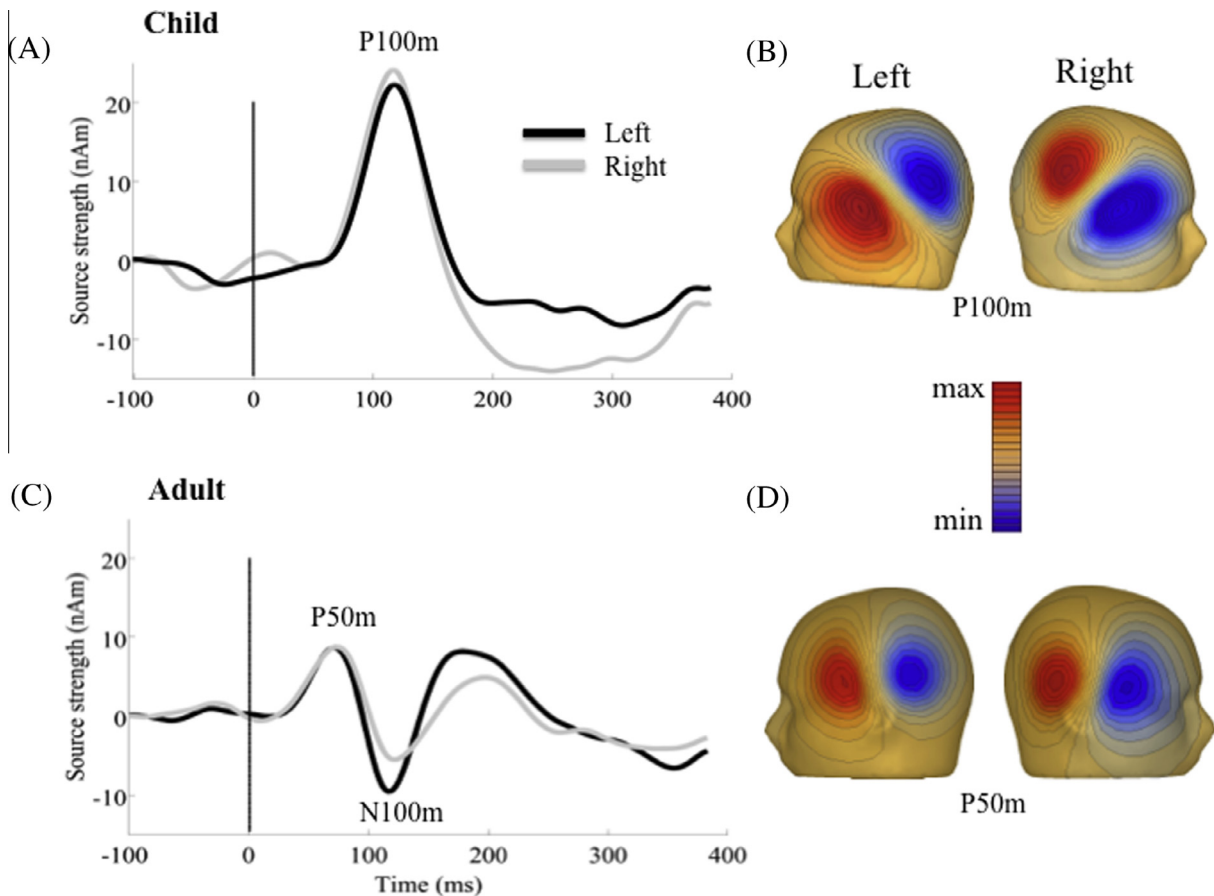 (A)
Child
P100m
Source strength (nAm)
20
10
0
-10
-100
0
100
200
300
400
Left
Right
(B)
Left
Right
P100m
max
min
(C)
Adult
P50m
N100m
Source strength (nAm)
20
10
0
-10
-100
0
100
200
300
400
Time (ms)
(D)
P50m